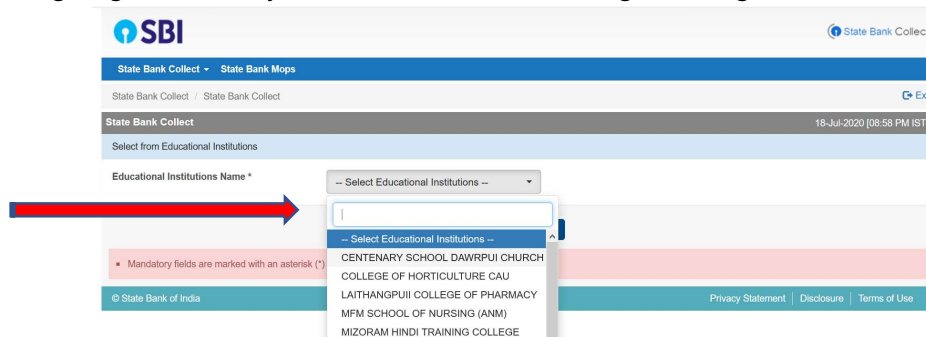 SBI
State Bank Collec
State Bank Collect State Bank Mops
State Bank Collect / State Bank Collect Ex
State Bank Collect 18-Jul-2020 [08:58 PM IST
Select from Educational Institutions
Educational Institutions Name *
-- Select Educational Institutions --
-- Select Educational Institutions --
CENTENARY SCHOOL DAWRPUI CHURCH
Mandatory fields are marked with an asterisk (*)
COLLEGE OF HORTICULTURE CAU
LAITHANGPUII COLLEGE OF PHARMACY
© State Bank of India Privacy Statement | Disclosure | Terms of Use
MFM SCHOOL OF NURSING (ANM)
MIZORAM HINDI TRAINING COLLEGE